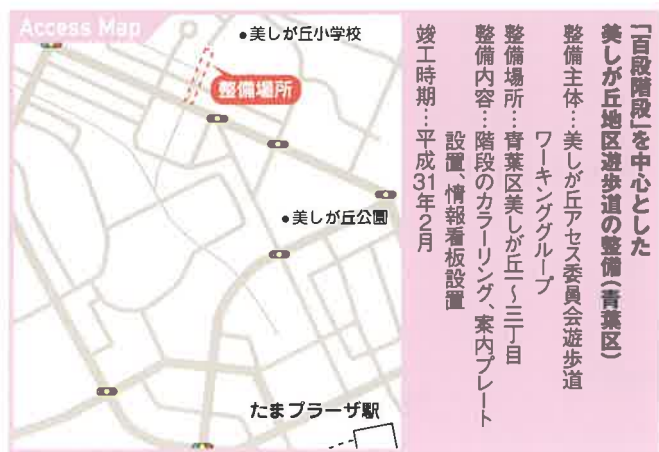 「百段階段」を中心とした
美しが丘地区遊歩道の整備(青葉区)
整備主体…美しが丘アセス委員会遊歩道
ワーキンググループ
整備場所…青葉区美しが丘一〜三丁目
整備内容…階段のカラーリング、案内プレート
設置、情報看板設置
竣工時期…平成31年2月
Access Map
●美しが丘小学校
整備場所
●美しが丘公園
たまプラーザ駅